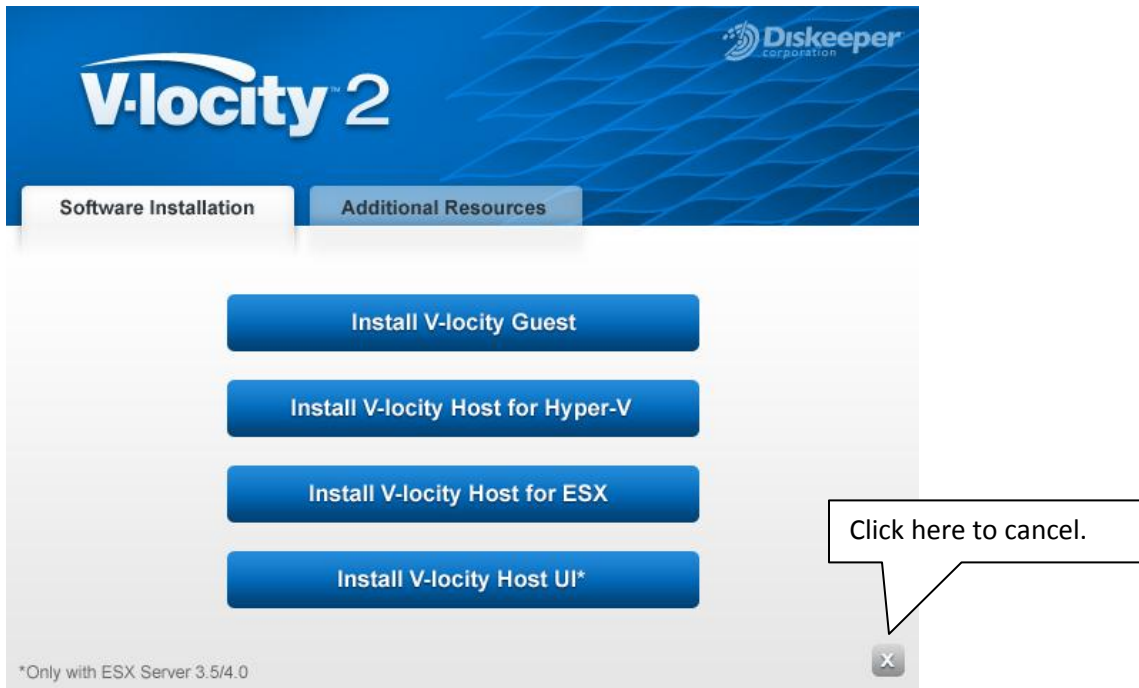 Diskeeper
corporation
V-locity™ 2
Software Installation
Additional Resources
Install V-locity Guest
Install V-locity Host for Hyper-V
Install V-locity Host for ESX
Click here to cancel.
Install V-locity Host UI*
X
*Only with ESX Server 3.5/4.0